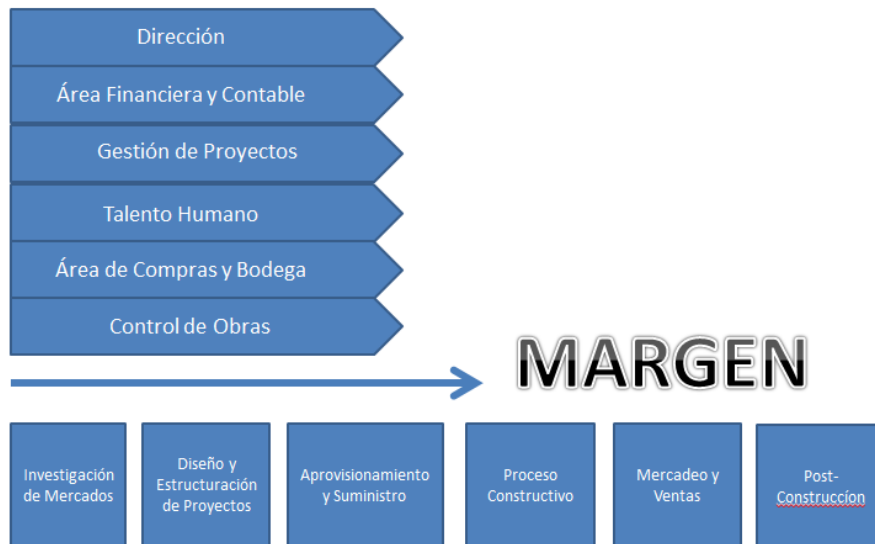 Dirección
Área Financiera y Contable
Gestión de Proyectos
Talento Humano
Área de Compras y Bodega
Control de Obras
MARGEN
Investigación
de Mercados
Diseño y
Estructuración
de Proyectos
Aprovisionamiento
y Suministro
Proceso
Constructivo
Mercadeo y
Ventas
Post-
Construccíon